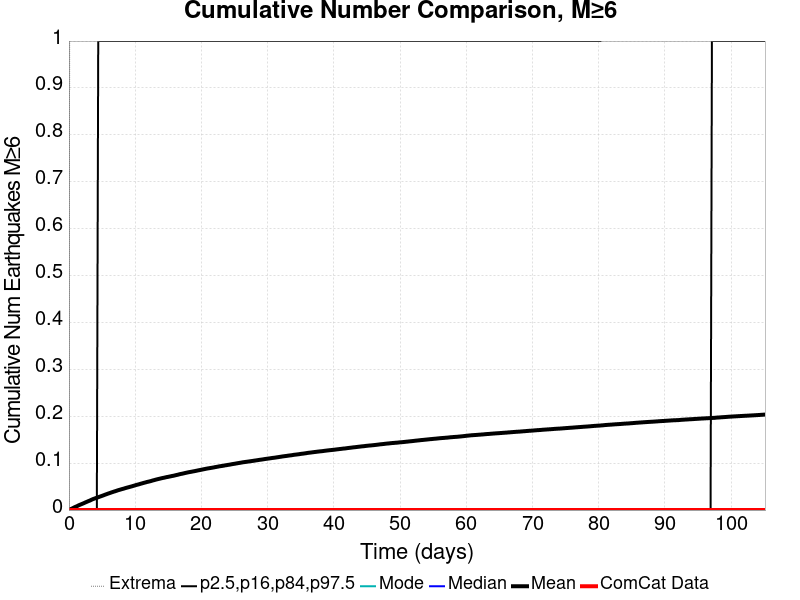 Cumulative Number Comparison, M≥6
Cumulative Num Earthquakes M≥6
1
0.9
0.8
0.7
0.6
0.5
0.4
0.3
0.2
0.1
0
0 10 20 30 40 50 60 70 80 90 100
Time (days)
Extrema p2.5,p16,p84,p97.5 Mode Median Mean ComCat Data